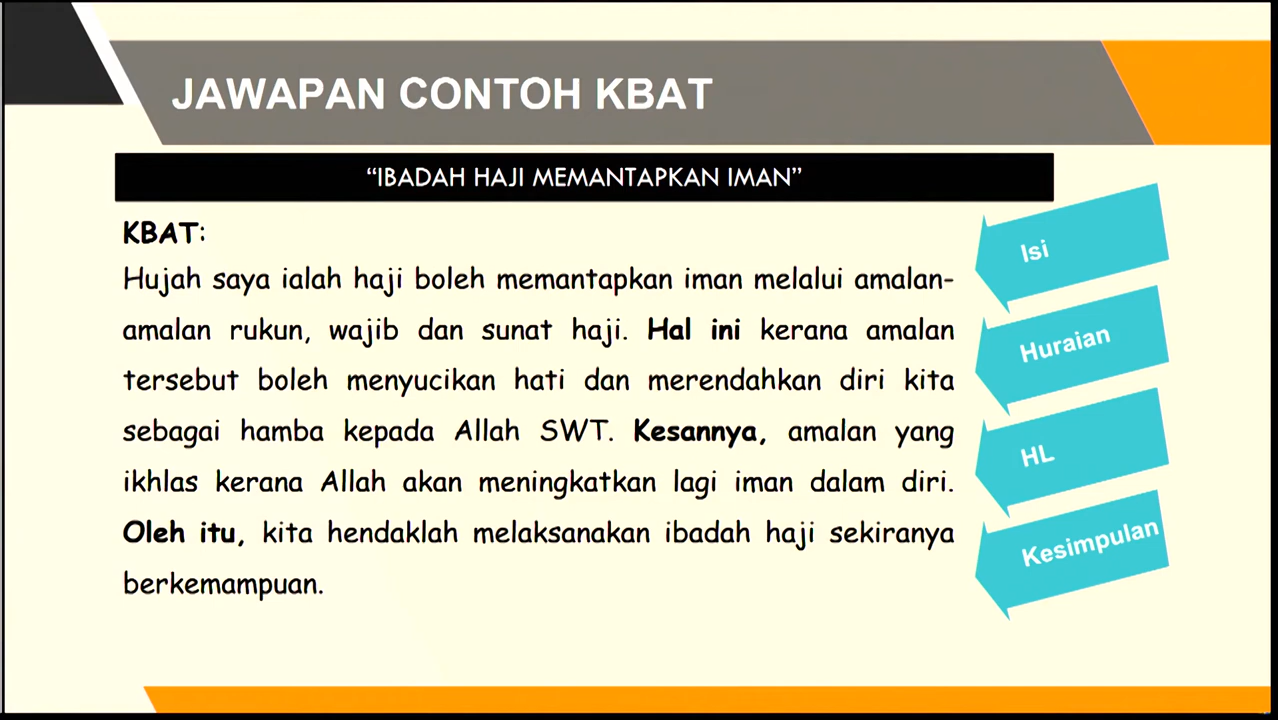 JAWAPAN CONTOH KBAT
“IBADAH HAJI MEMANTAPKAN IMAN”
KBAT:
Hujah saya ialah haji boleh memantapkan iman melalui amalan-
amalan rukun, wajib dan sunat haji. Hal ini kerana amalan
tersebut boleh menyucikan hati dan merendahkan diri kita
sebagai hamba kepada Allah SWT. Kesannya, amalan yang
ikhlas kerana Allah akan meningkatkan lagi iman dalam diri.
Oleh itu, kita hendaklah melaksanakan ibadah haji sekiranya
berkemampuan.
Isi
Huraian
HL
Kesimpulan